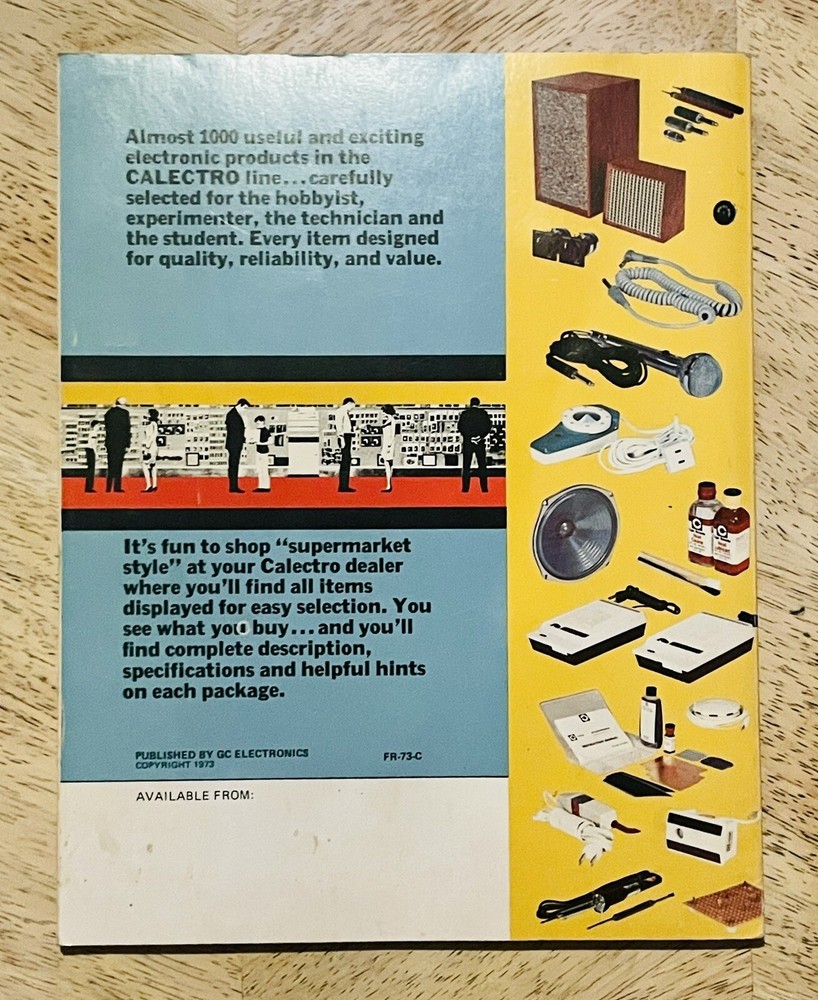 Almost 1000 useful and exciting
electronic products in the
CALECTRO line...carefully
selected for the hobbyist,
experimenter, the technician and
the student. Every item designed
for quality, reliability, and value.
It's fun to shop “supermarket
style” at your Calectro dealer
where you'll find all items
displayed for easy selection. You
see what you buy...and you'll
find complete description,
specifications and helpful hints
on each package.
PUBLISHED BY GC ELECTRONICS
COPYRIGHT 1973
FR-73-C
AVAILABLE FROM: